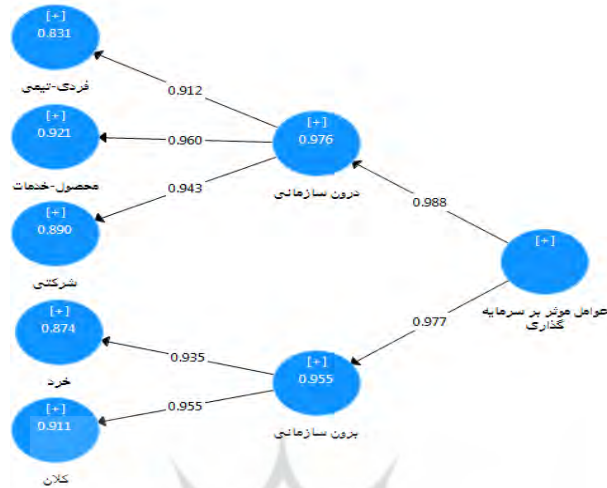 [+]
0.831
فردی-تیمی
0.912
[+]
0.921
محصول-خدمات
0.960
[+]
0.976
درون سازمانی
0.943
[+]
0.890
شرکتی
0.988
[+]
عوامل موثر بر سرمایه
گذاری
[+]
0.874
خرد
0.977
0.935
[+]
0.955
برون سازمانی
0.955
[+]
0.911
کلان